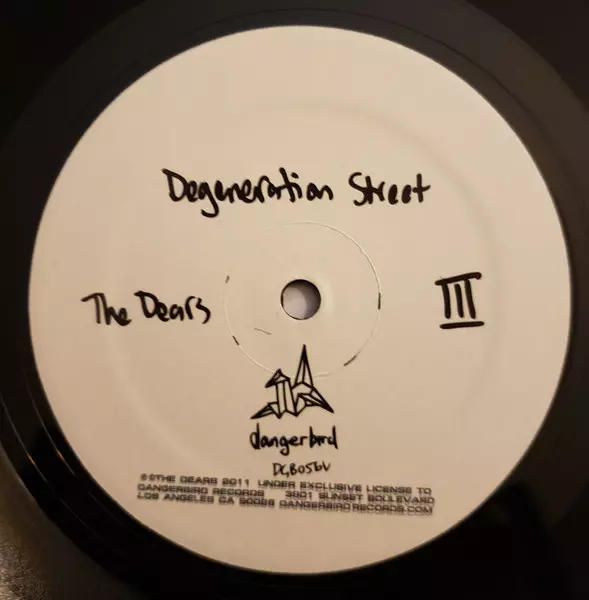 Degeneration Street
The Dears
III
dangerbird
DGB056V
℗©THE DEARS 2011 UNDER EXCLUSIVE LICENSE TO
DANGERBIRD RECORDS 3801 SUNSET BOULEVARD
LOS ANGELES CA 90026 DANGERBIRDRECORDS.COM